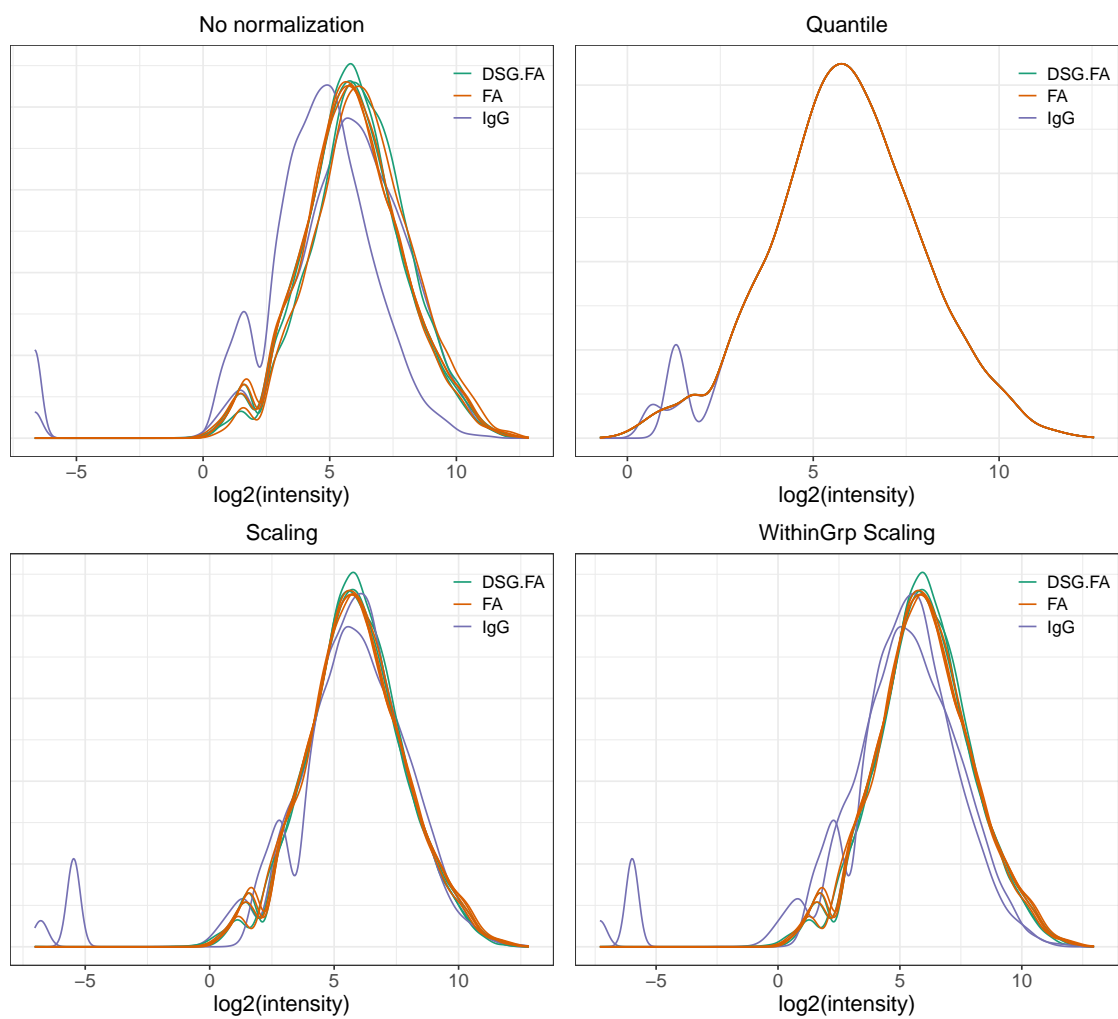 No normalization
DSG.FA
FA
IgG
−5 0 5 10
log2(intensity)
Quantile
DSG.FA
FA
IgG
0 5 10
log2(intensity)
Scaling
DSG.FA
FA
IgG
−5 0 5 10
log2(intensity)
WithinGrp Scaling
DSG.FA
FA
IgG
−5 0 5 10
log2(intensity)